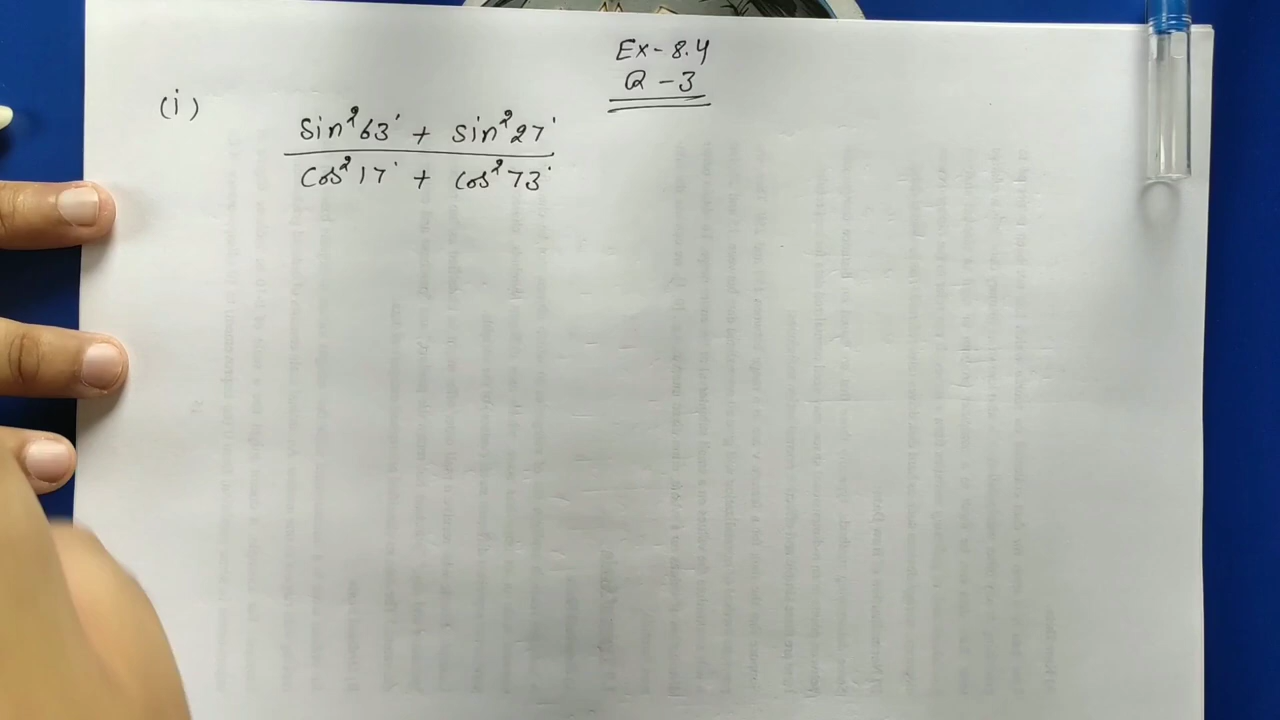 Ex - 8.4
Q - 3
(i)
sin²63° + sin²27°
cos²17° + cos²73°